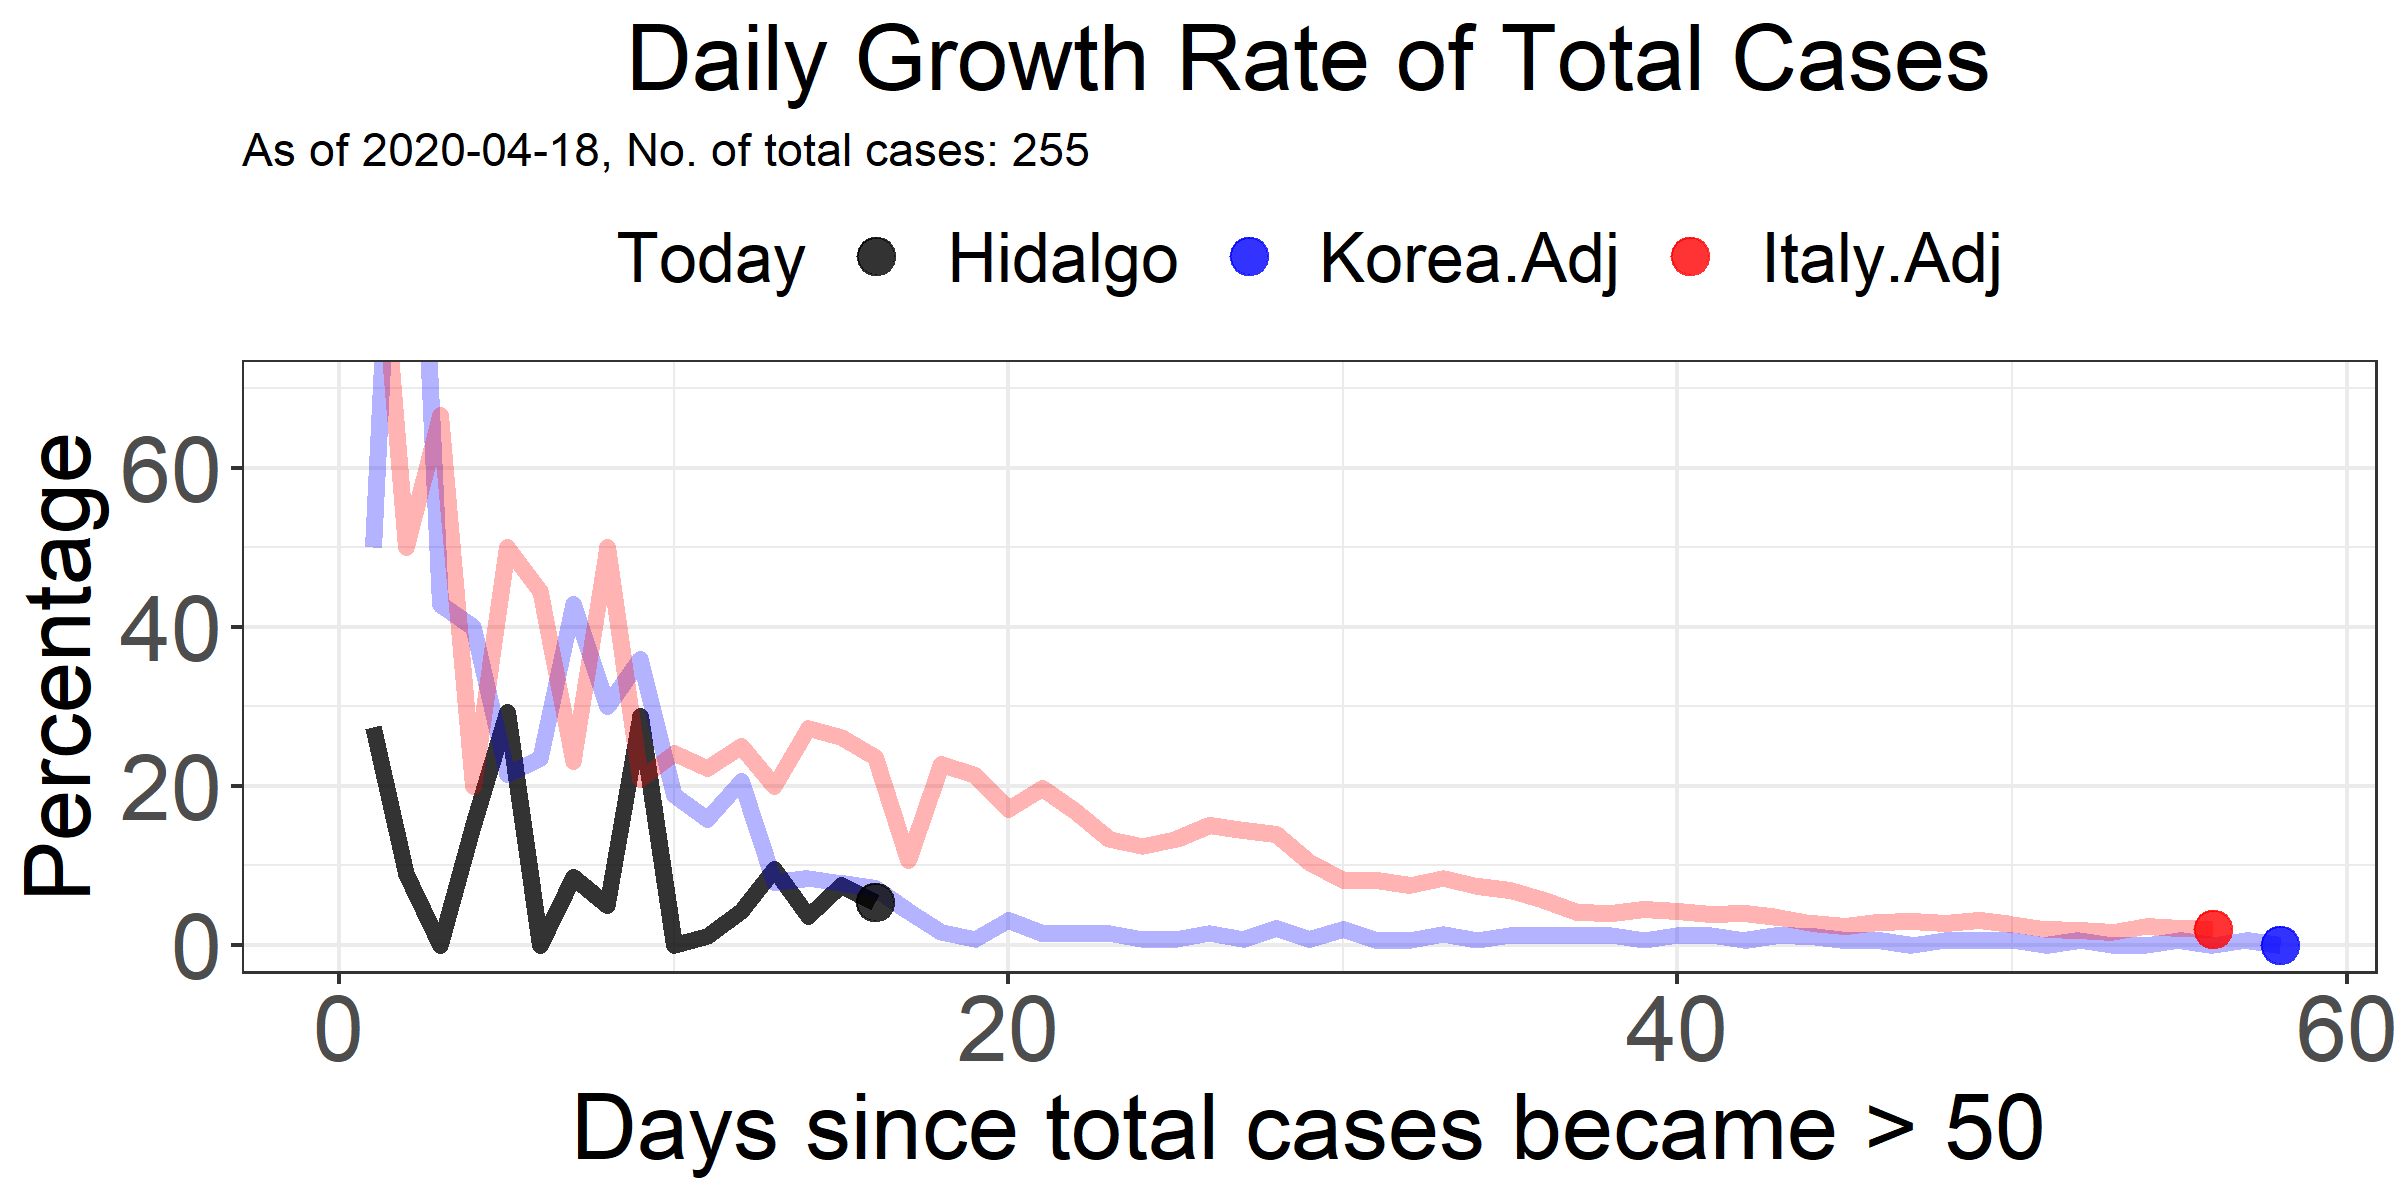 Daily Growth Rate of Total Cases
As of 2020-04-18, No. of total cases: 255
Today Hidalgo Korea.Adj Italy.Adj
Percentage
60
40
20
0
0 20 40 60
Days since total cases became > 50